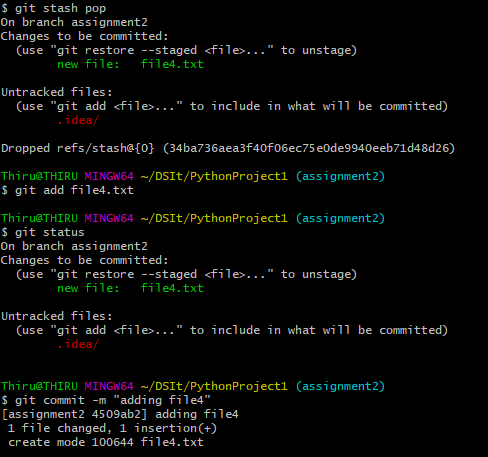 $ git stash pop
On branch assignment2
Changes to be committed:
  (use "git restore --staged <file>..." to unstage)
        new file:   file4.txt

Untracked files:
  (use "git add <file>..." to include in what will be committed)
        .idea/

Dropped refs/stash@{0} (34ba736aea3f40f06ec75e0de9940eeb71d48d26)

Thiru@THIRU MINGW64 ~/DSIt/PythonProject1 (assignment2)
$ git add file4.txt

Thiru@THIRU MINGW64 ~/DSIt/PythonProject1 (assignment2)
$ git status
On branch assignment2
Changes to be committed:
  (use "git restore --staged <file>..." to unstage)
        new file:   file4.txt

Untracked files:
  (use "git add <file>..." to include in what will be committed)
        .idea/


Thiru@THIRU MINGW64 ~/DSIt/PythonProject1 (assignment2)
$ git commit -m "adding file4"
[assignment2 4509ab2] adding file4
 1 file changed, 1 insertion(+)
 create mode 100644 file4.txt